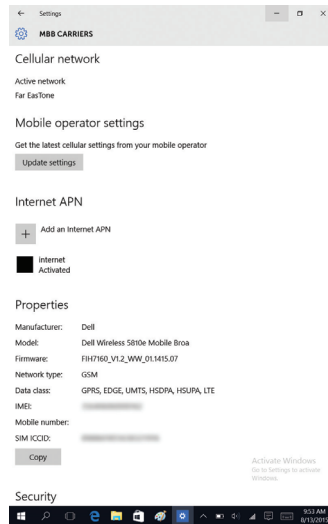 Settings
MBB CARRIERS
Cellular network
Active network
Far EasTone
Mobile operator settings
Get the latest cellular settings from your mobile operator
Update settings
Internet APN
Add an Internet APN
internet
Activated
Properties
Manufacturer: Dell
Model: Dell Wireless 5810e Mobile Broa
Firmware: FIH7160_V1.2_WW_01.1415.07
Network type: GSM
Data class: GPRS, EDGE, UMTS, HSDPA, HSUPA, LTE
IMEI:
Mobile number:
SIM ICCID:
Copy
Activate Windows
Go to Settings to activate
Windows.
Security
9:53 AM
8/13/2015